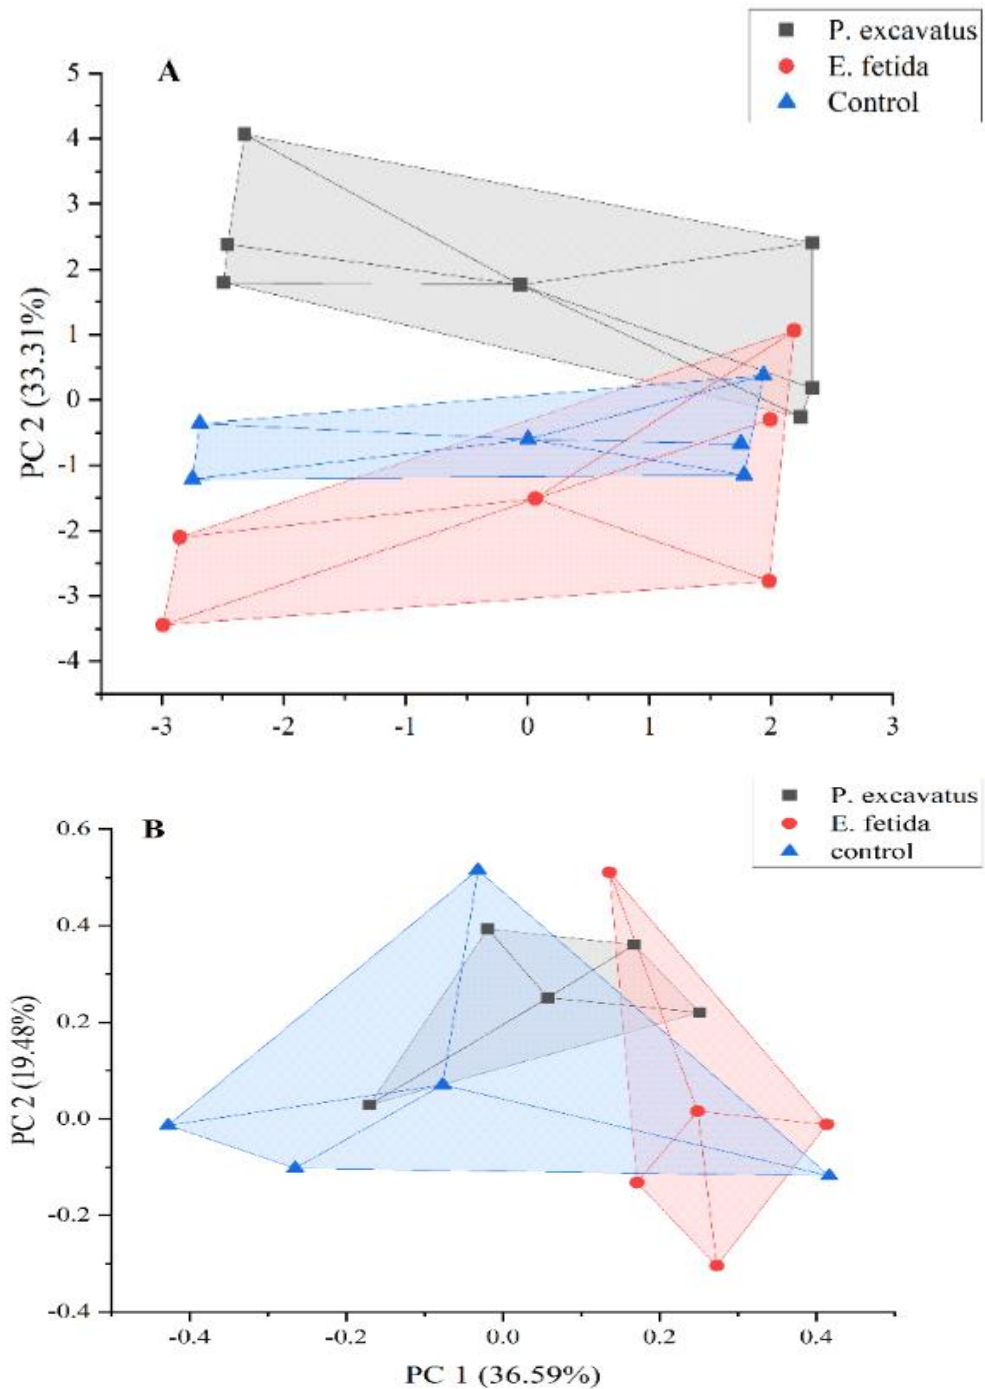 P. excavatus
E. fetida
Control
A
5
4
3
2
1
0
-1
-2
-3
-4
PC 2 (33.31%)
-3 -2 -1 0 1 2 3
P. excavatus
E. fetida
control
B
0.6
0.4
0.2
0.0
-0.2
-0.4
PC 2 (19.48%)
-0.4 -0.2 0.0 0.2 0.4
PC 1 (36.59%)